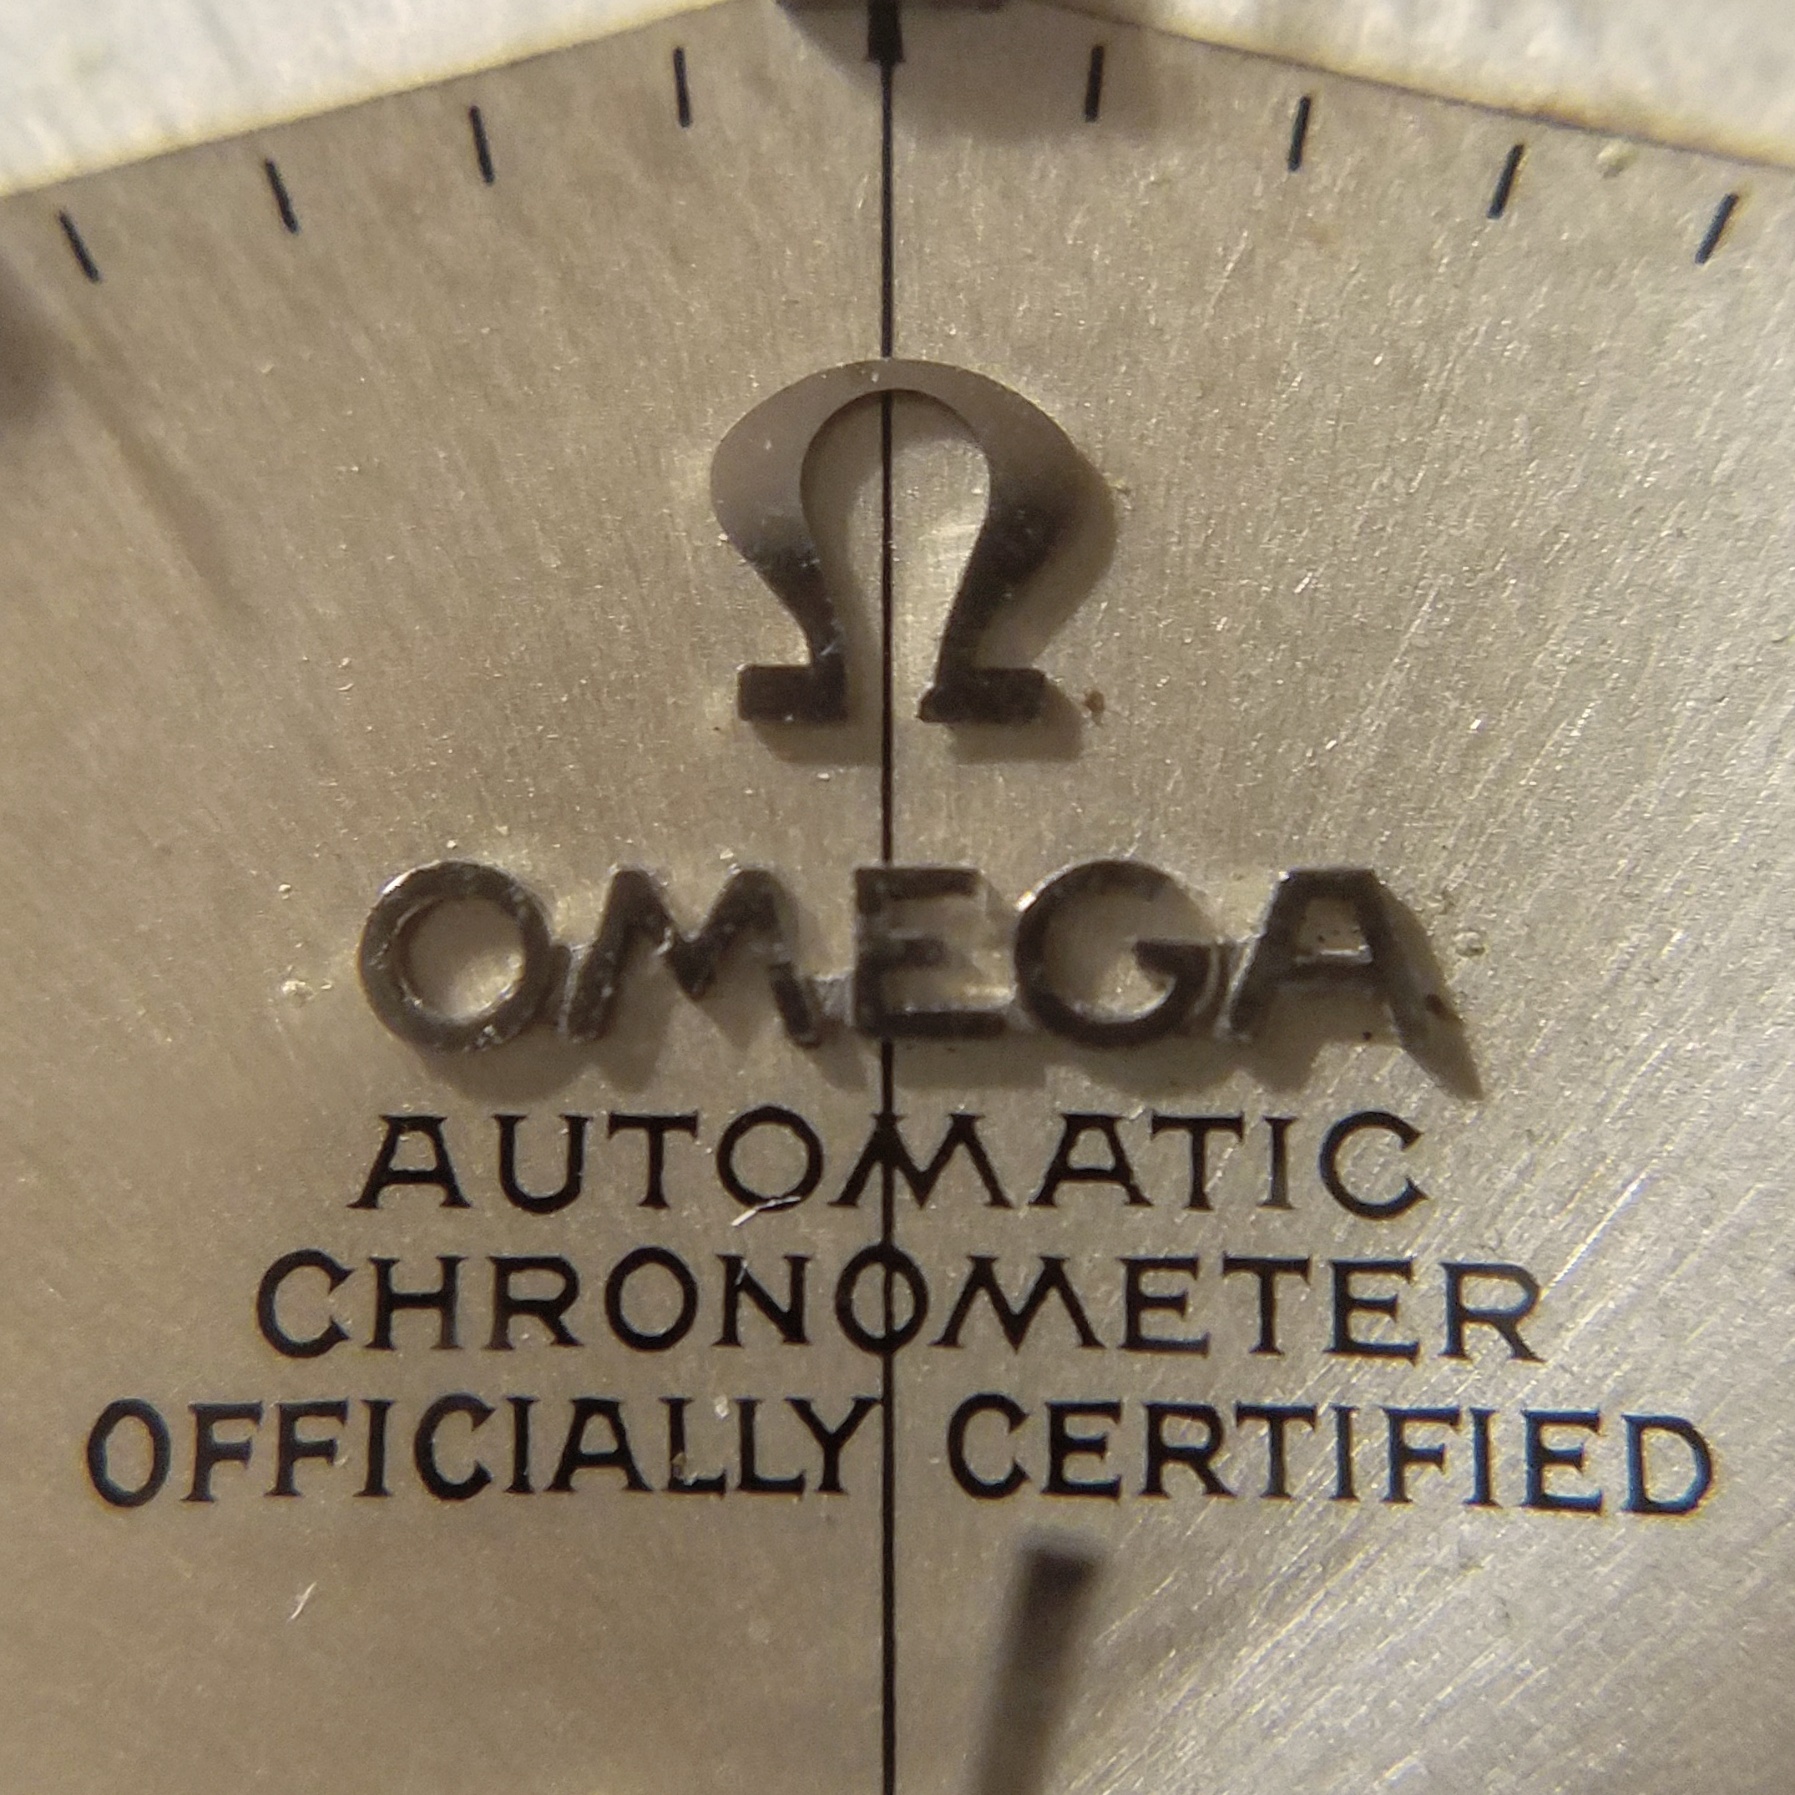 Ω
OMEGA
AUTOMATIC
CHRONOMETER
OFFICIALLY CERTIFIED